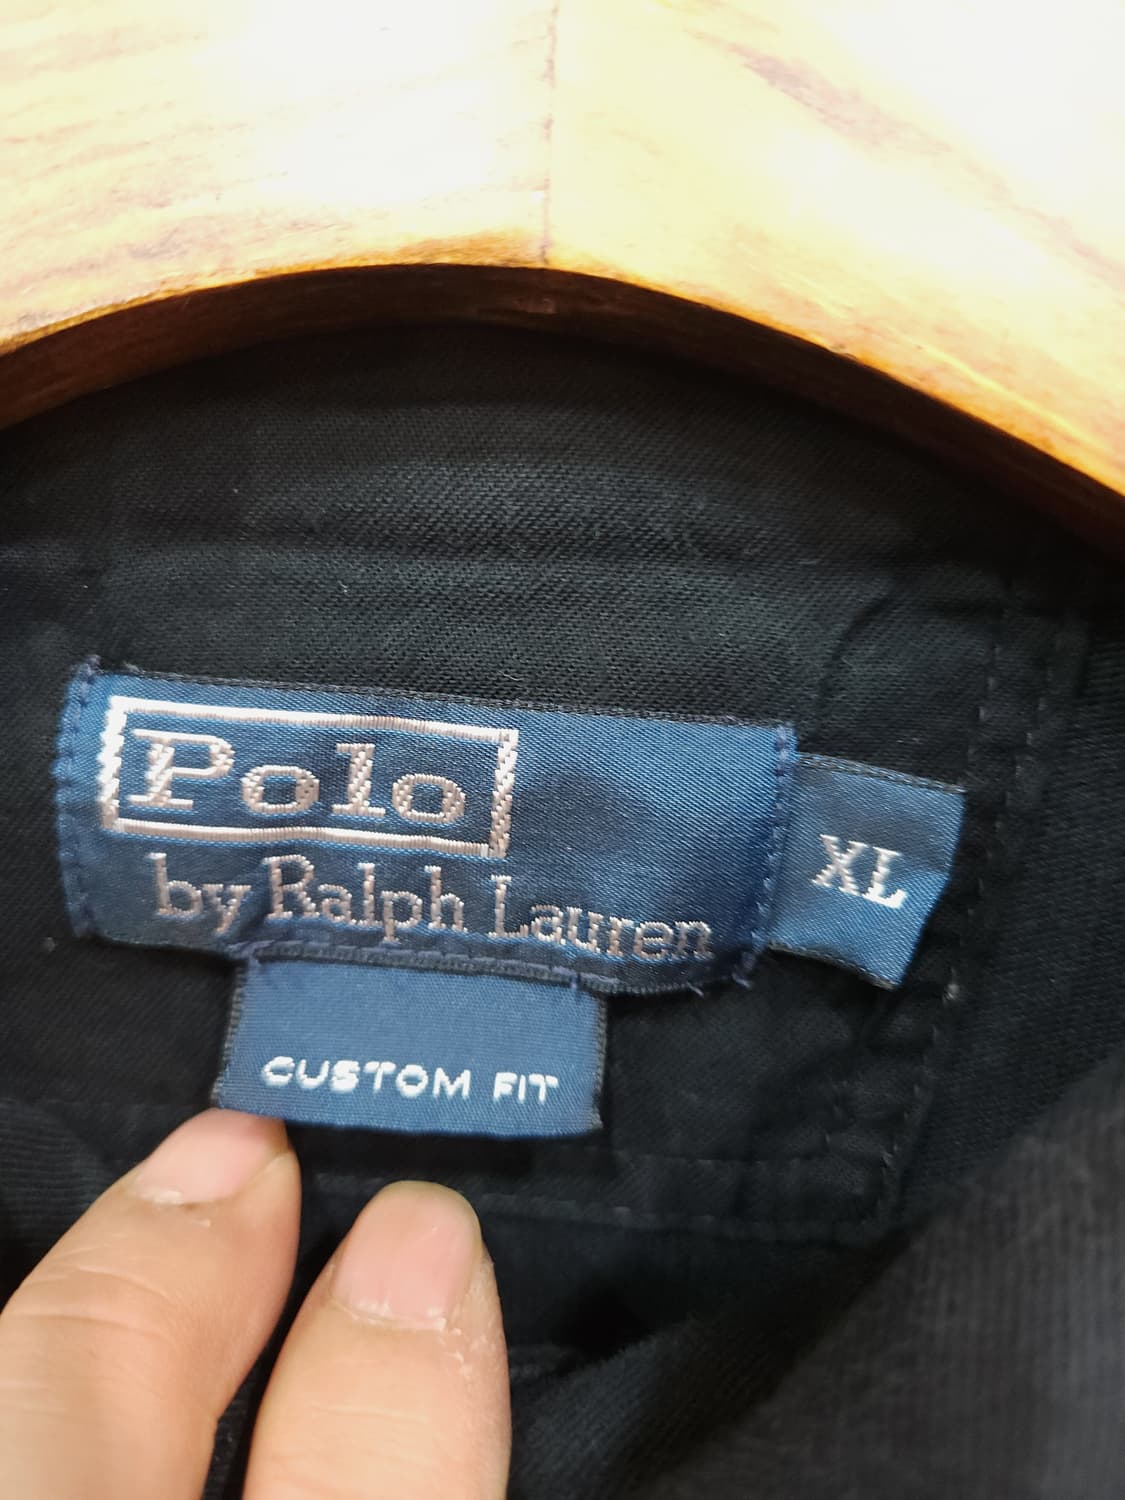 Polo
by Ralph Lauren
XL
CUSTOM FIT